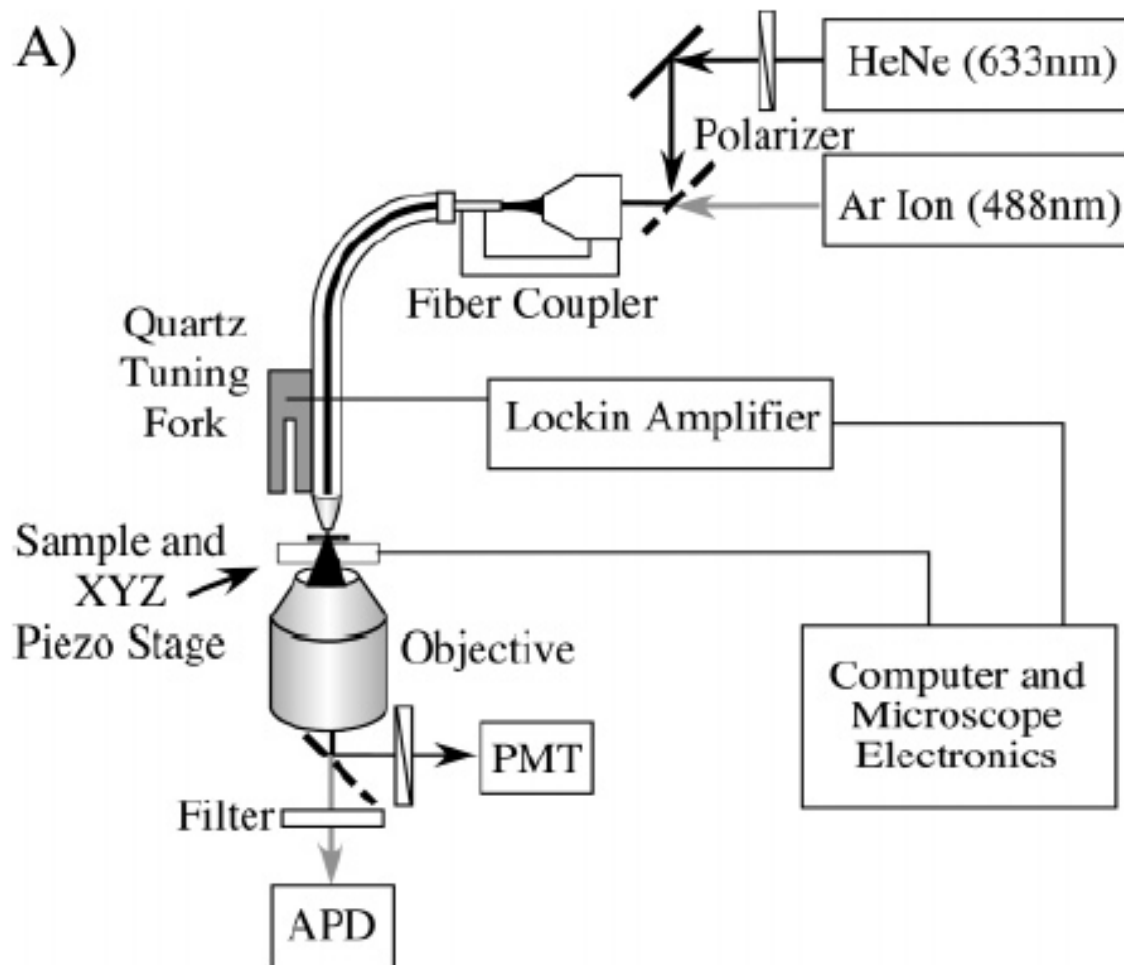 A)
HeNe (633nm)
Polarizer
Ar Ion (488nm)
Fiber Coupler
Quartz
Tuning
Fork
Lockin Amplifier
Sample and
XYZ
Piezo Stage
Objective
Computer and
Microscope
Electronics
PMT
Filter
APD